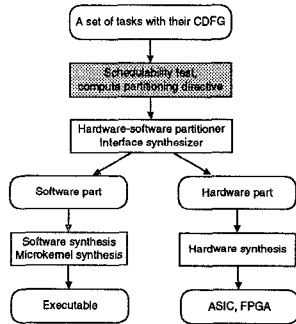 A set of tasks with their CDFG
Schedulability test,
compute partitioning directive
Hardware-software partitioner
Interface synthesizer
Software part
Hardware part
Software synthesis
Microkernel synthesis
Hardware synthesis
Executable
ASIC, FPGA